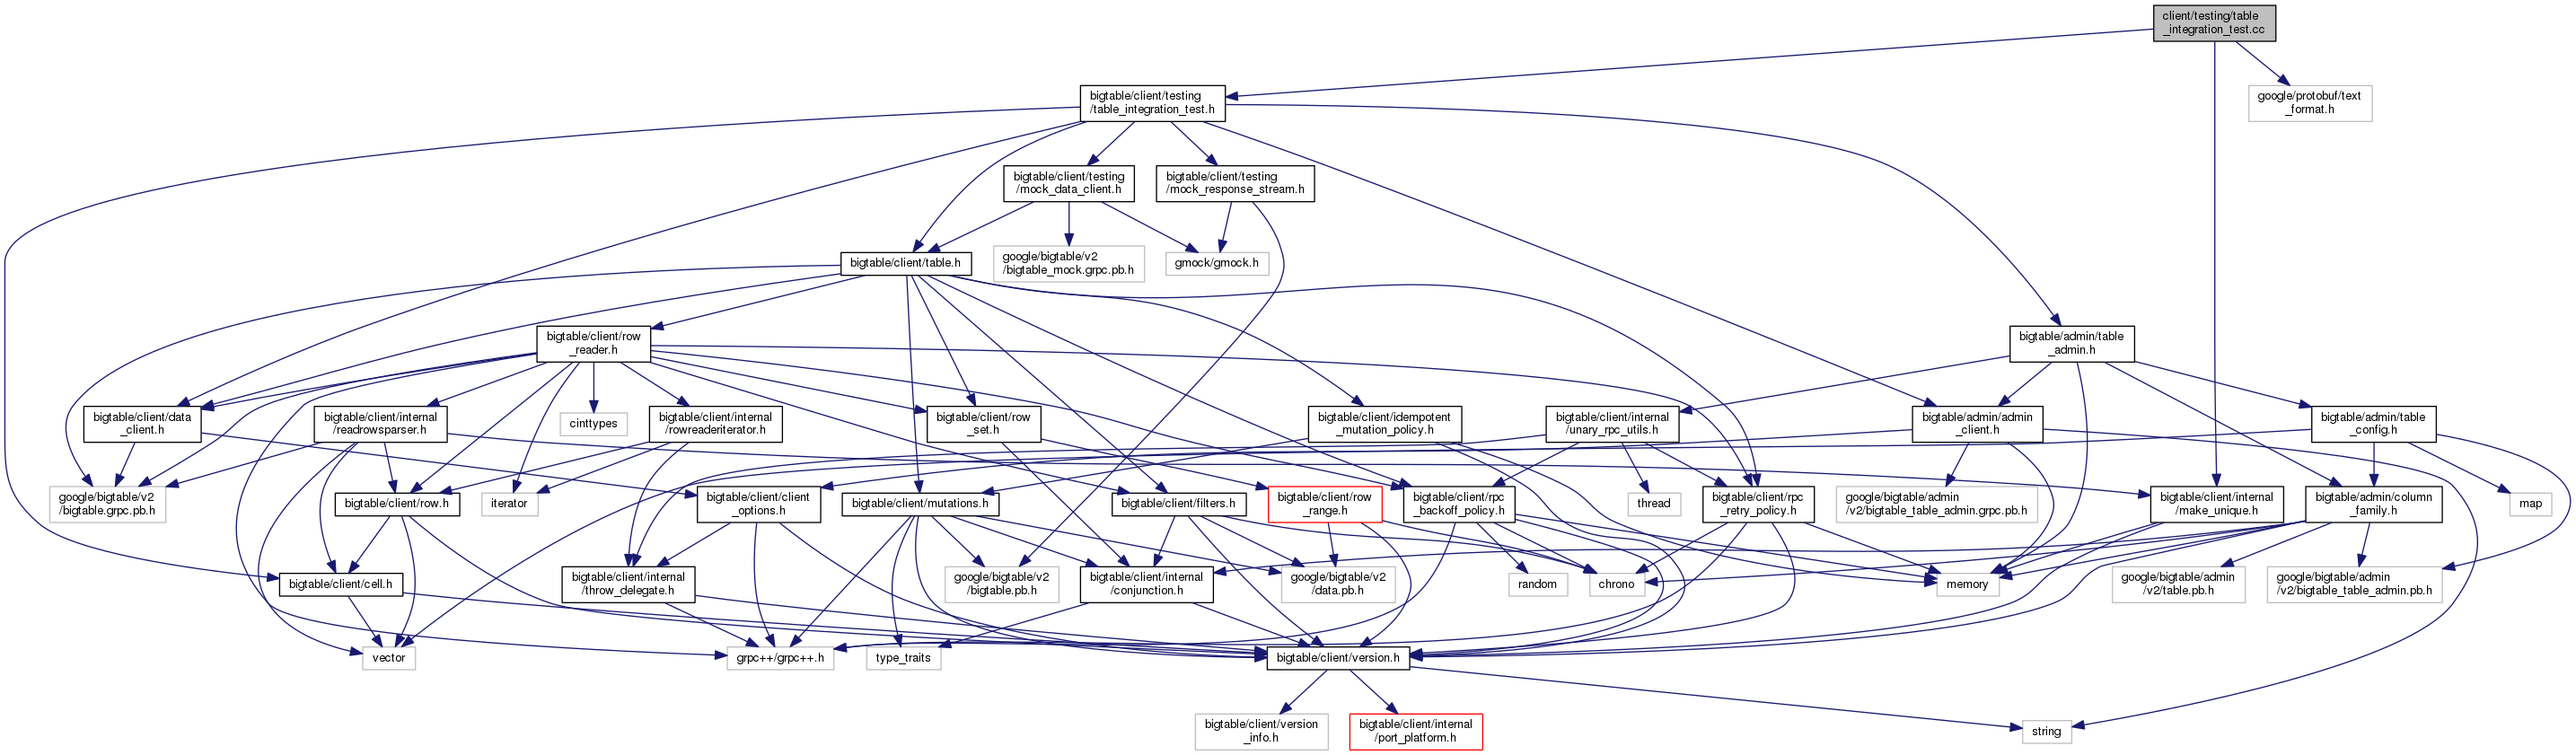 client/testing/table
_integration_test.cc
bigtable/client/testing
/table_integration_test.h
google/protobuf/text
_format.h
bigtable/client/testing
/mock_data_client.h
bigtable/client/testing
/mock_response_stream.h
bigtable/client/table.h
google/bigtable/v2
/bigtable_mock.grpc.pb.h
gmock/gmock.h
bigtable/client/row
_reader.h
bigtable/admin/table
_admin.h
bigtable/client/data
_client.h
bigtable/client/internal
/readrowsparser.h
cinttypes
bigtable/client/internal
/rowreaderiterator.h
bigtable/client/row
_set.h
bigtable/client/idempotent
_mutation_policy.h
bigtable/client/internal
/unary_rpc_utils.h
bigtable/admin/admin
_client.h
bigtable/admin/table
_config.h
google/bigtable/v2
/bigtable.grpc.pb.h
bigtable/client/row.h
iterator
bigtable/client/client
_options.h
bigtable/client/mutations.h
bigtable/client/filters.h
bigtable/client/row
_range.h
bigtable/client/rpc
_backoff_policy.h
thread
bigtable/client/rpc
_retry_policy.h
google/bigtable/admin
/v2/bigtable_table_admin.grpc.pb.h
bigtable/client/internal
/make_unique.h
bigtable/admin/column
_family.h
map
bigtable/client/cell.h
bigtable/client/internal
/throw_delegate.h
google/bigtable/v2
/bigtable.pb.h
bigtable/client/internal
/conjunction.h
google/bigtable/v2
/data.pb.h
random
chrono
memory
google/bigtable/admin
/v2/table.pb.h
google/bigtable/admin
/v2/bigtable_table_admin.pb.h
vector
grpc++/grpc++.h
type_traits
bigtable/client/version.h
bigtable/client/version
_info.h
bigtable/client/internal
/port_platform.h
string